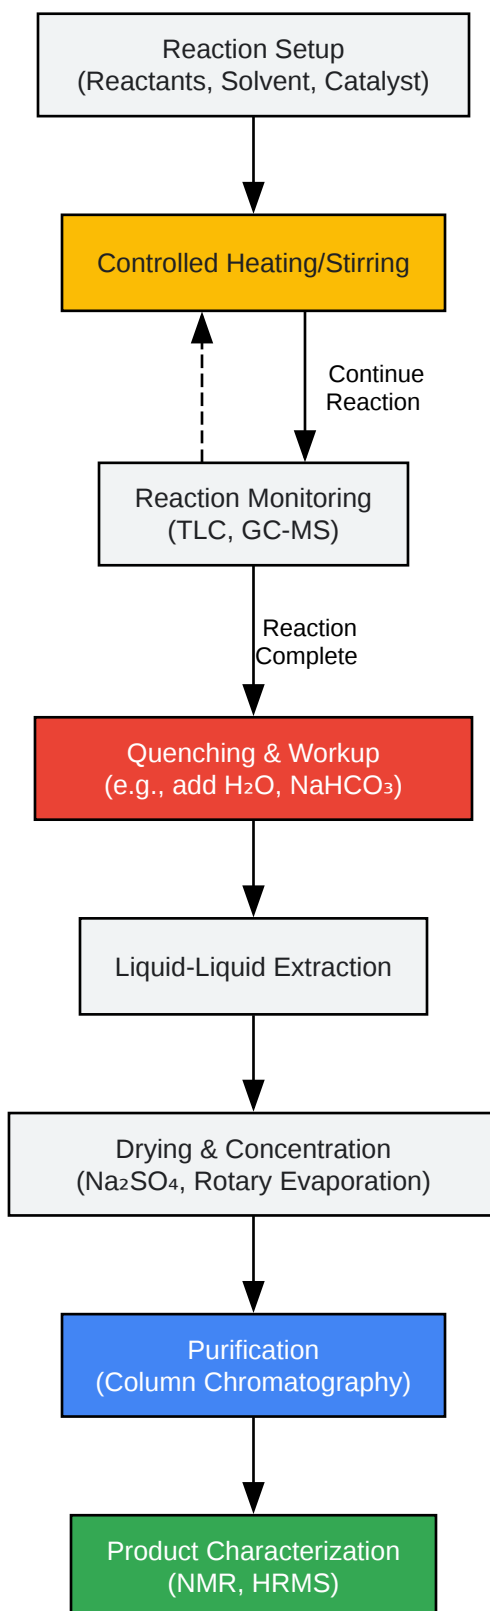 Reaction Setup
(Reactants, Solvent, Catalyst)
Controlled Heating/Stirring
Continue
Reaction
Reaction Monitoring
(TLC, GC-MS)
Reaction
Complete
Quenching & Workup
(e.g., add H₂O, NaHCO₃)
Liquid-Liquid Extraction
Drying & Concentration
(Na₂SO₄, Rotary Evaporation)
Purification
(Column Chromatography)
Product Characterization
(NMR, HRMS)